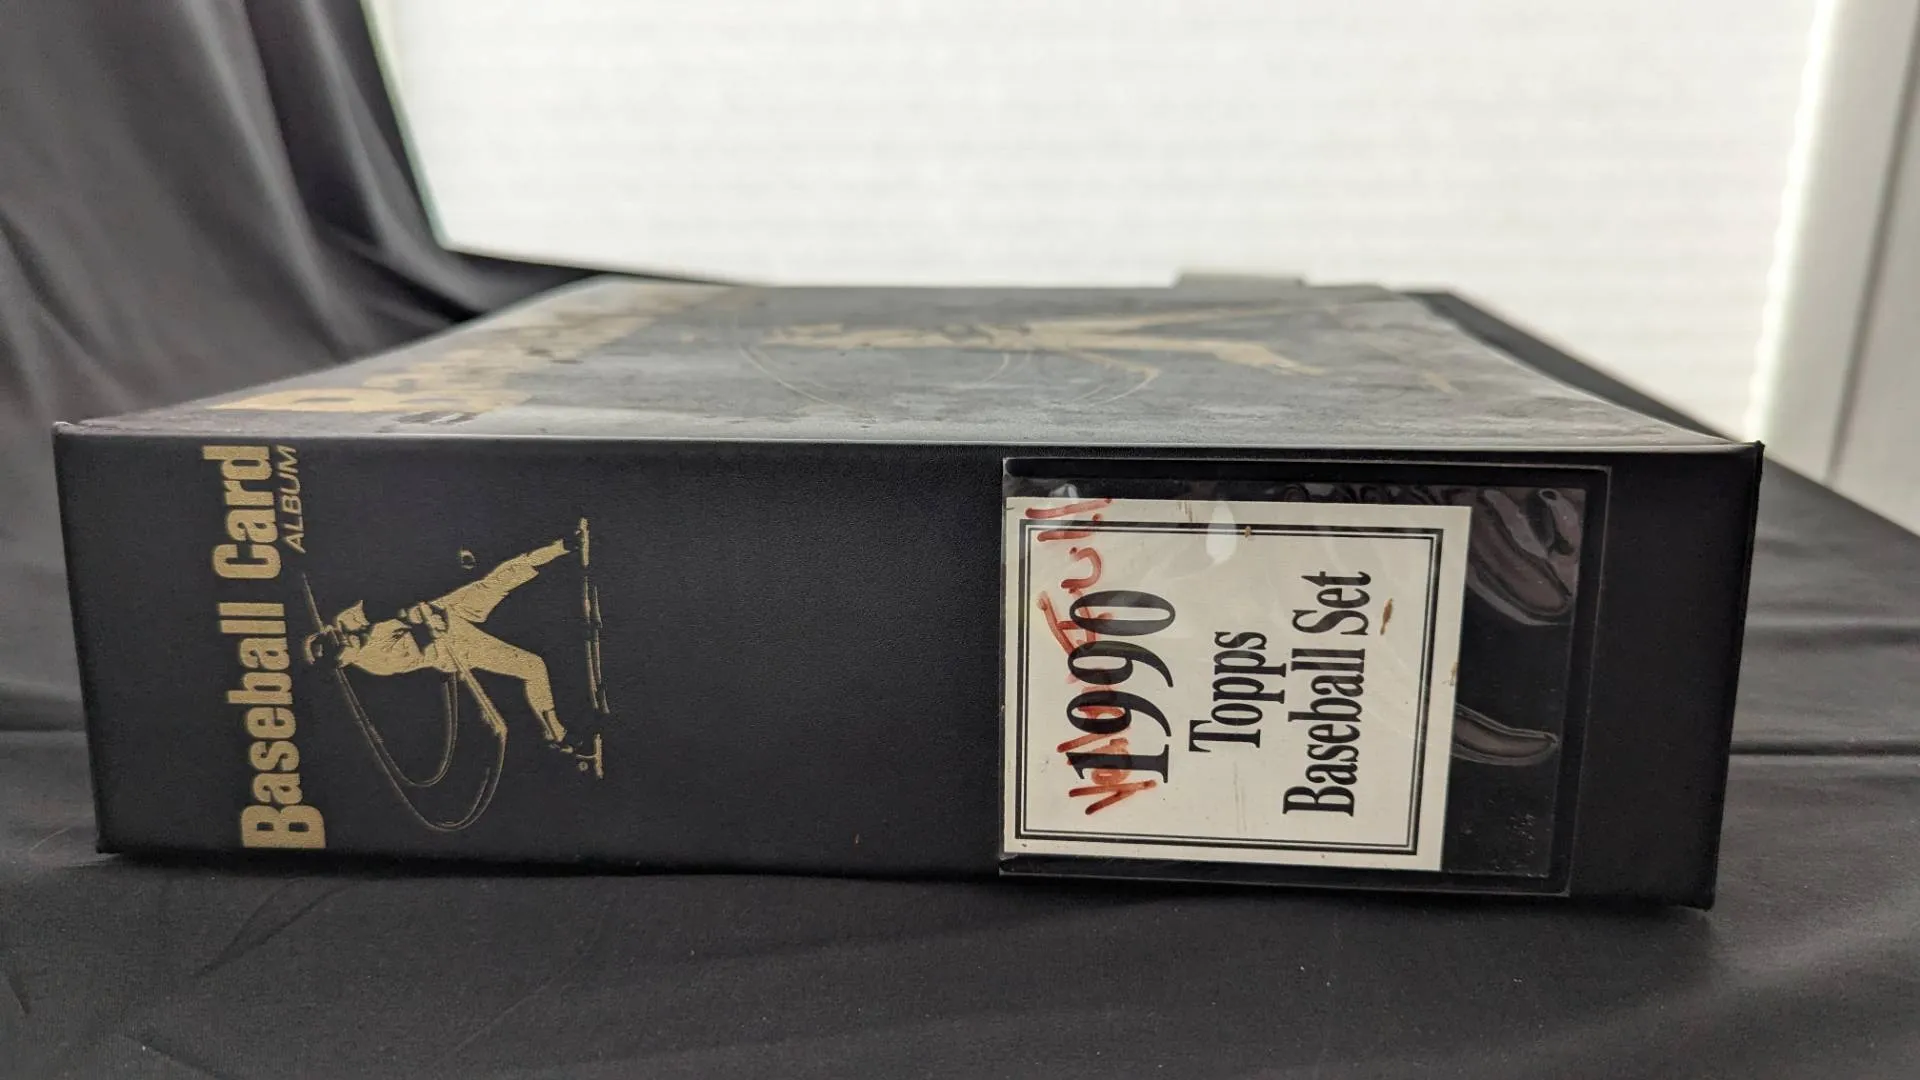 Baseball Card
ALBUM
1990
Topps
Baseball Set